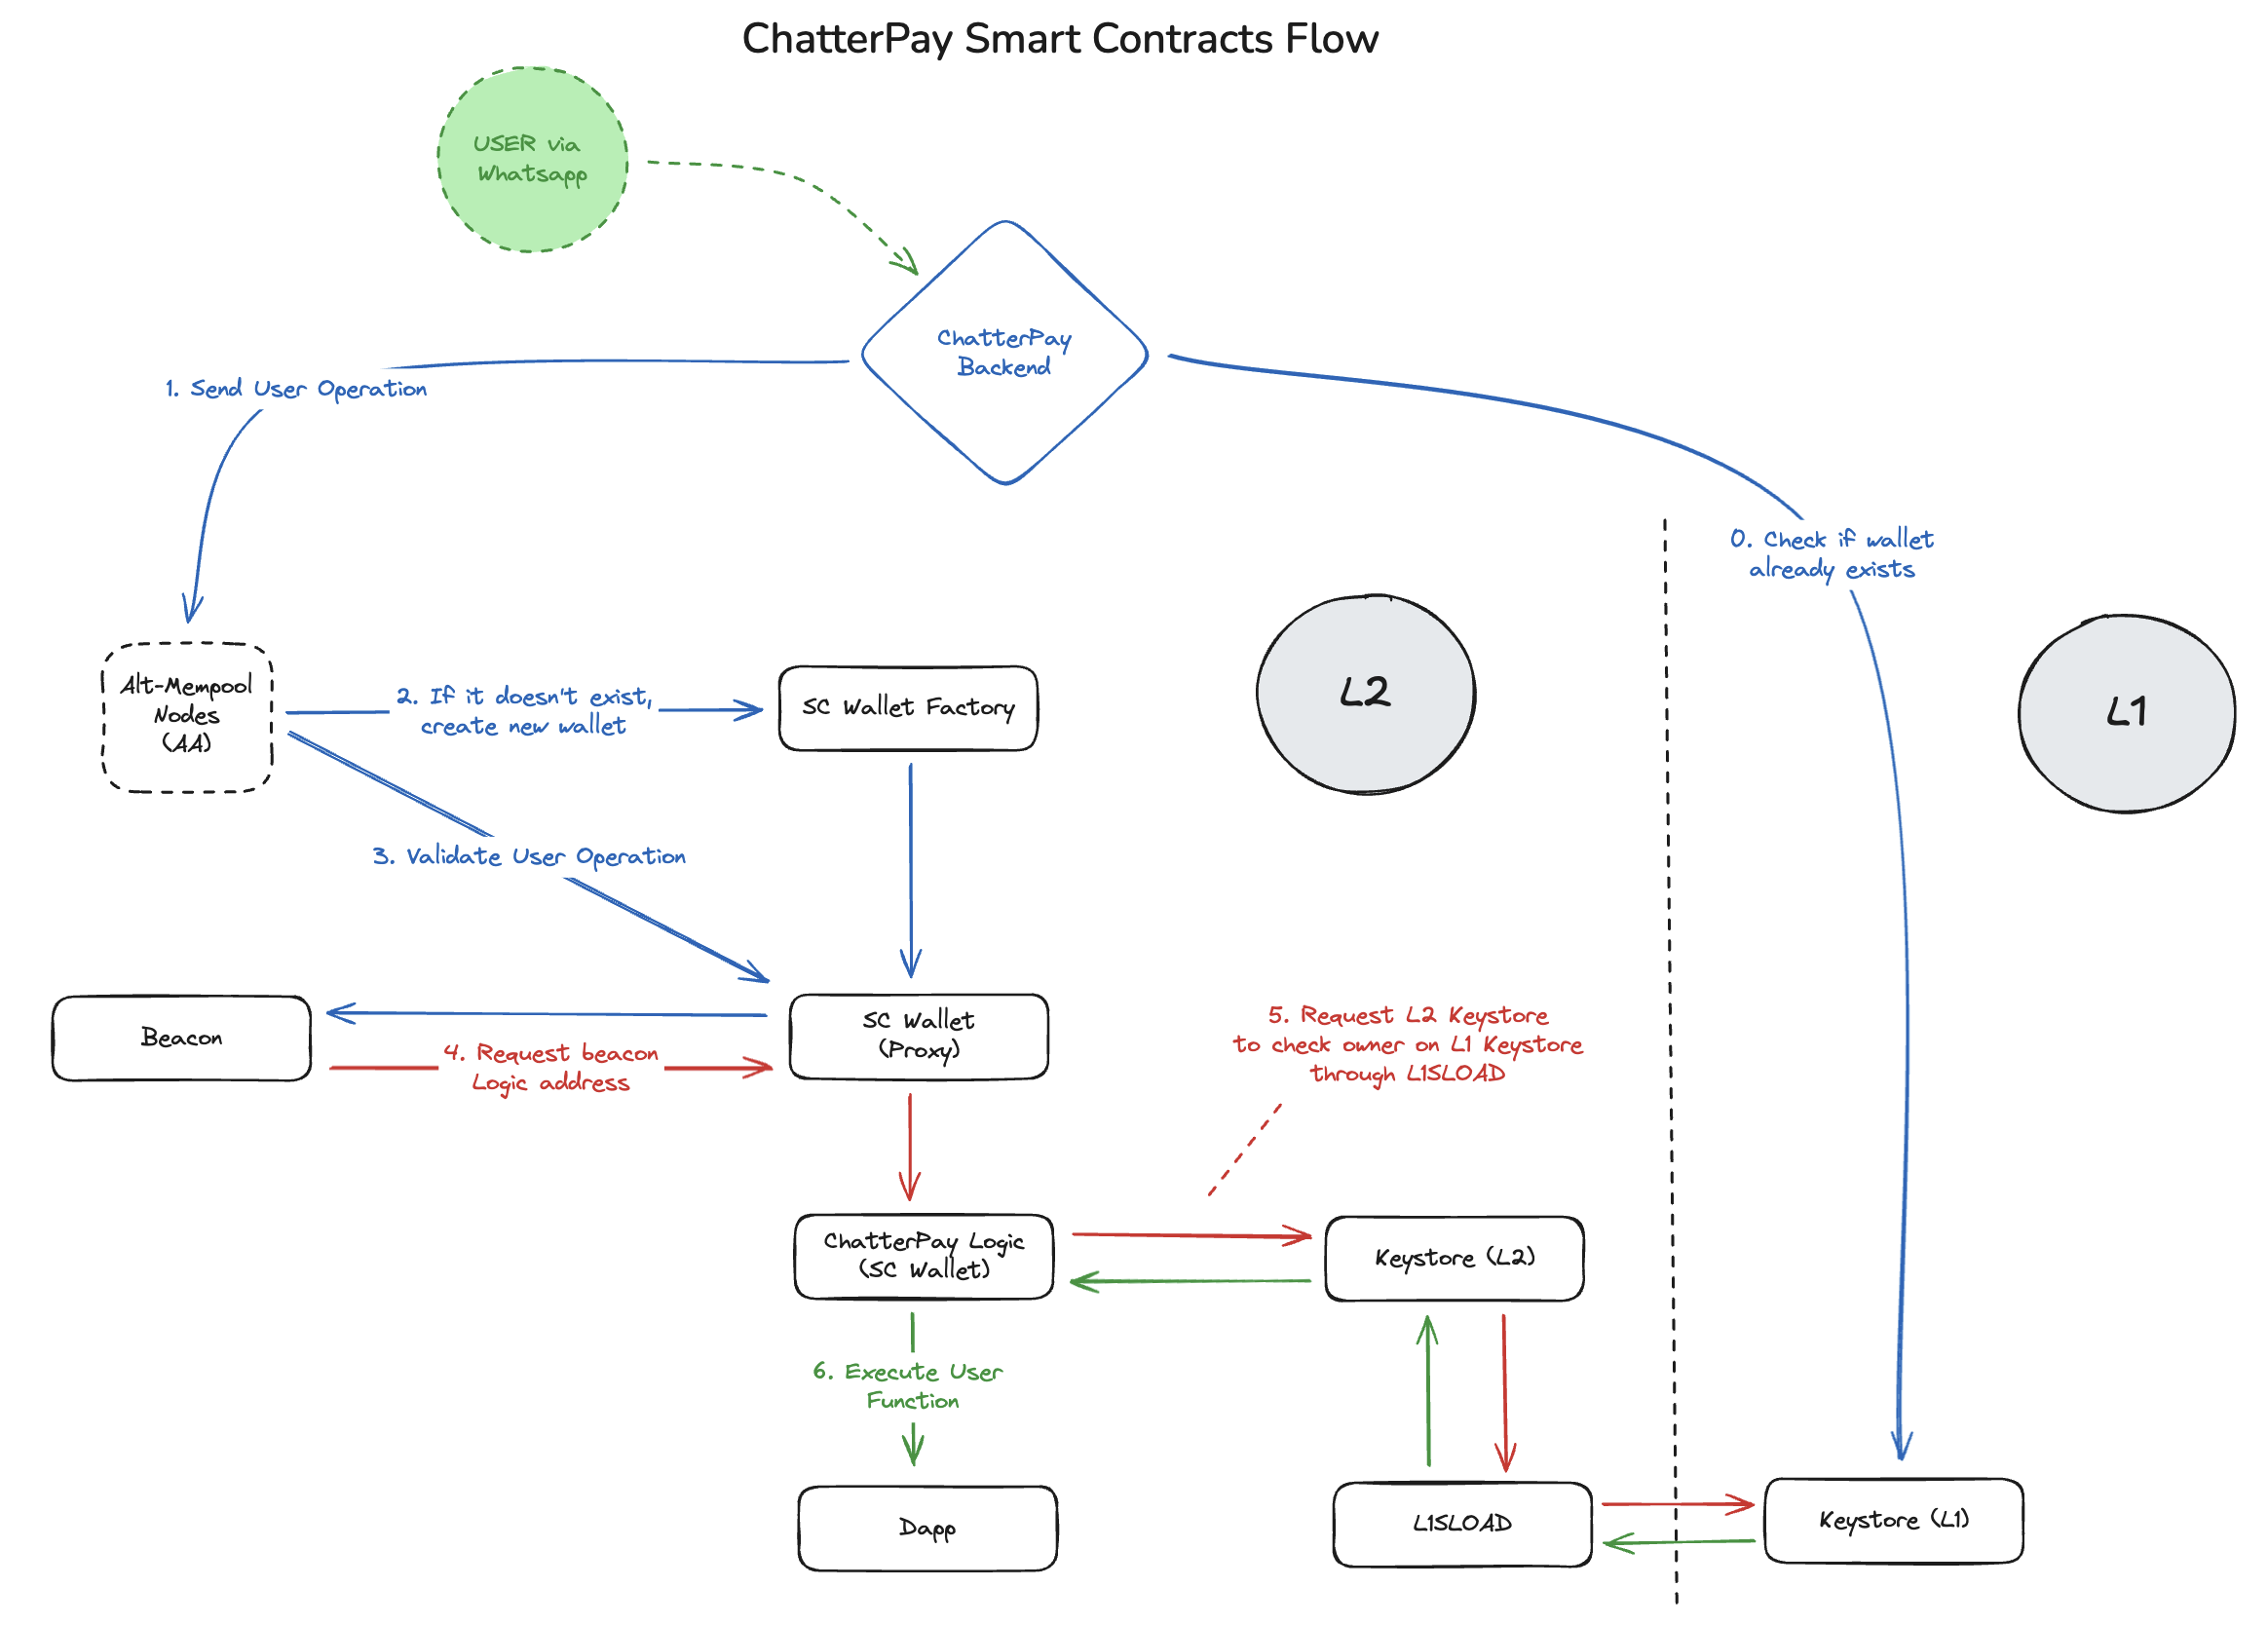 ChatterPay Smart Contracts Flow
USER via
Whatsapp
ChatterPay
Backend
1. Send User Operation
0. Check if wallet
already exists
Alt-Mempool
Nodes
(AA)
2. If it doesn't exist,
create new wallet
SC Wallet Factory
L2
L1
3. Validate User Operation
Beacon
4. Request beacon
Logic address
SC Wallet
(Proxy)
5. Request L2 Keystore
to check owner on L1 Keystore
through L1SLOAD
ChatterPay Logic
(SC Wallet)
Keystore (L2)
6. Execute User
Function
Dapp
L1SLOAD
Keystore (L1)